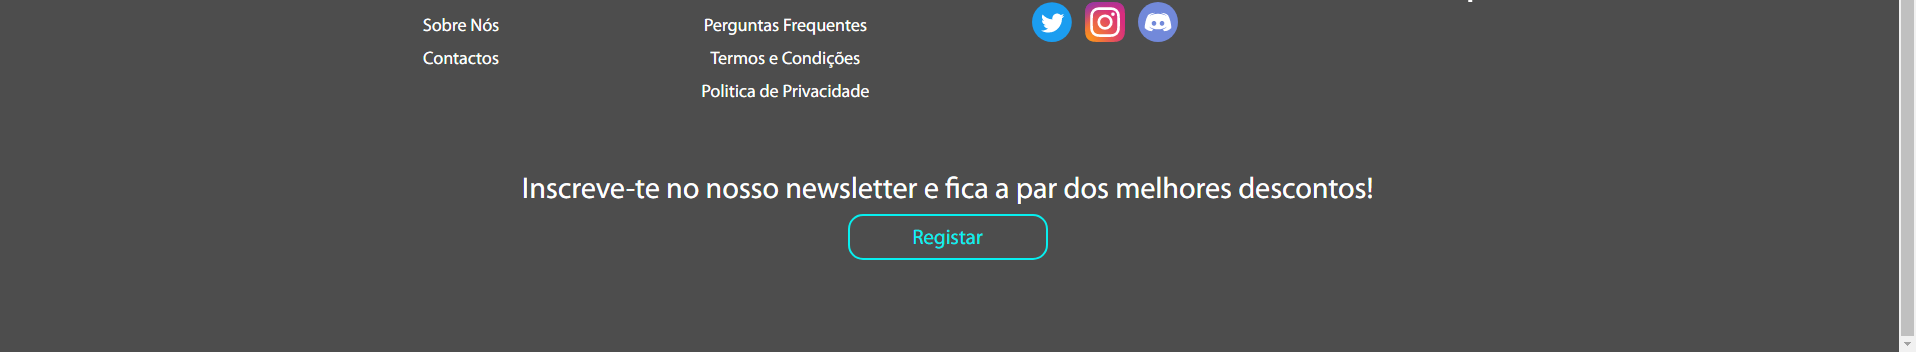 Sobre Nós
Contactos
Perguntas Frequentes
Termos e Condições
Politica de Privacidade
Inscreve-te no nosso newsletter e fica a par dos melhores descontos!
Registar